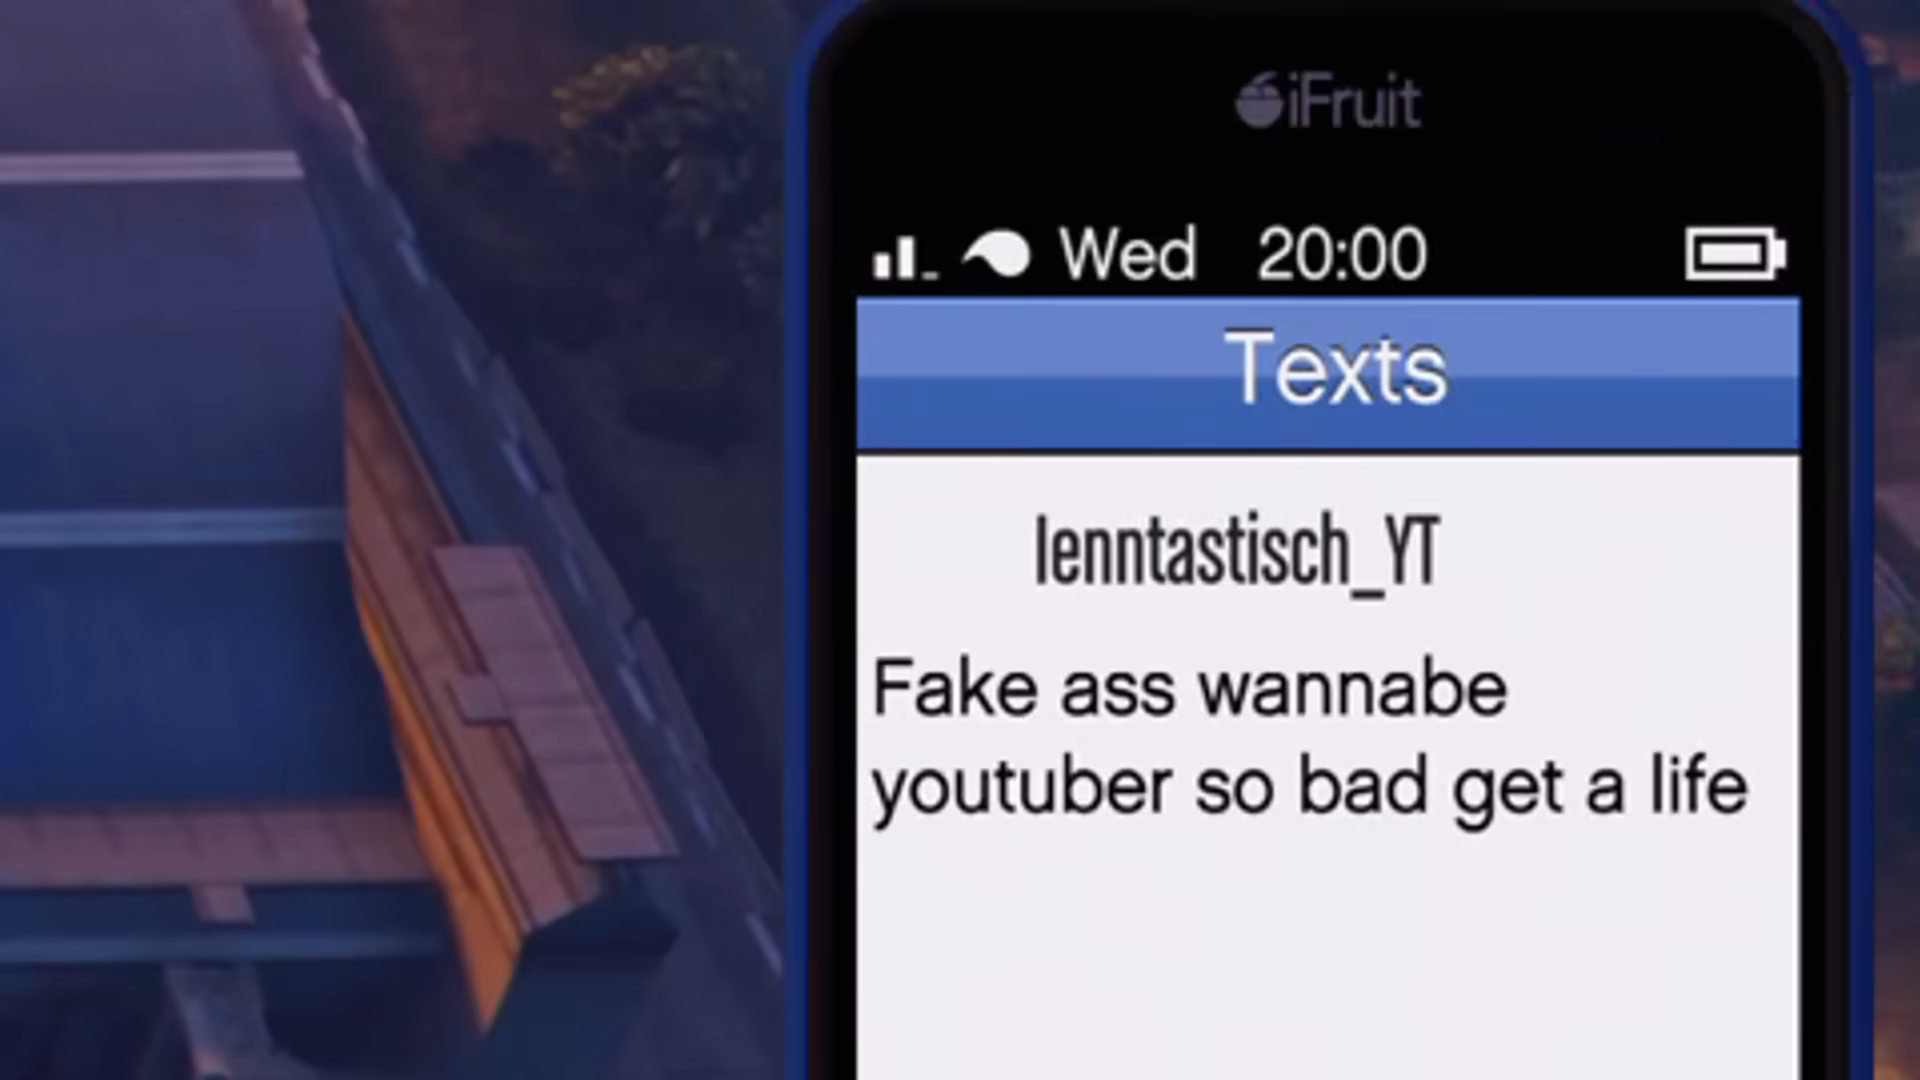 iFruit
Wed 20:00
Texts
lenntastisch_YT
Fake ass wannabe
youtuber so bad get a life